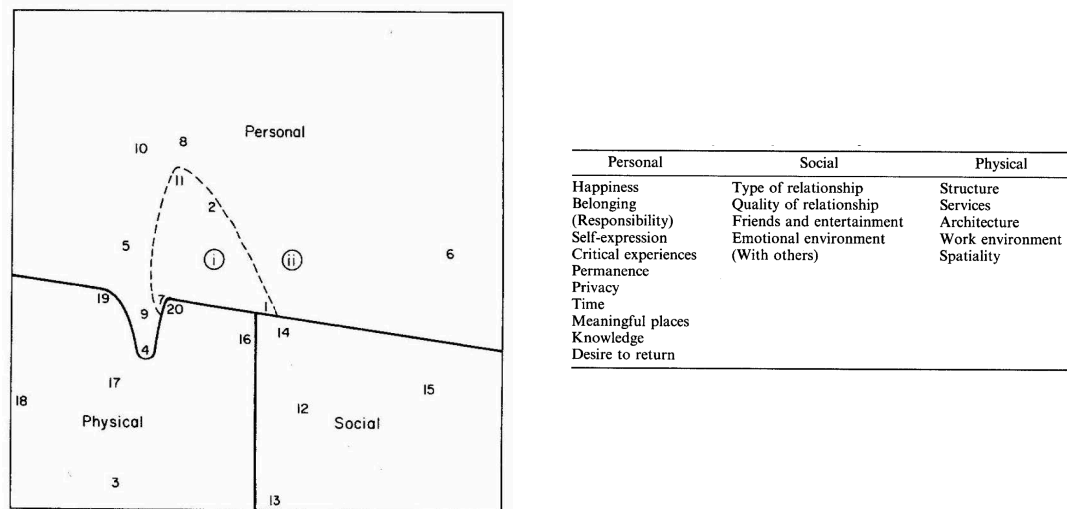 8
10
Personal
11
2
5
i
ii
6
19
7
9
20
1
14
16
4
17
15
18
12
Physical
Social
3
13
Personal Social Physical
Happiness Type of relationship Structure
Belonging Quality of relationship Services
(Responsibility) Friends and entertainment Architecture
Self-expression Emotional environment Work environment
Critical experiences (With others) Spatiality
Permanence
Privacy
Time
Meaningful places
Knowledge
Desire to return